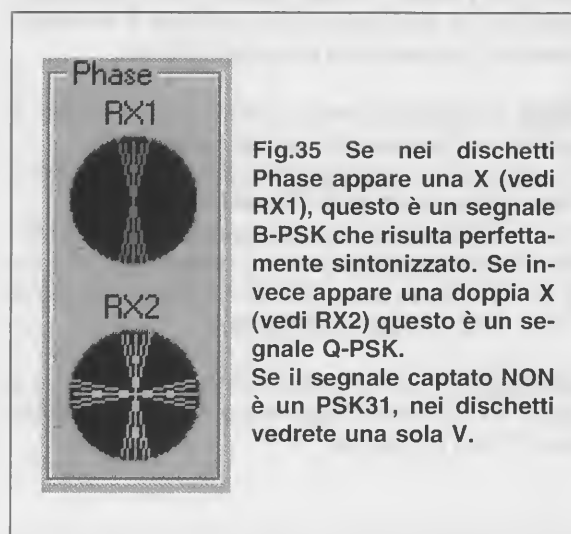 Phase
RX1
RX2
Fig.35 Se nei dischetti
Phase appare una X (vedi
RX1), questo è un segnale
B-PSK che risulta perfetta-
mente sintonizzato. Se in-
vece appare una doppia X
(vedi RX2) questo è un se-
gnale Q-PSK.
Se il segnale captato NON
è un PSK31, nei dischetti
vedrete una sola V.